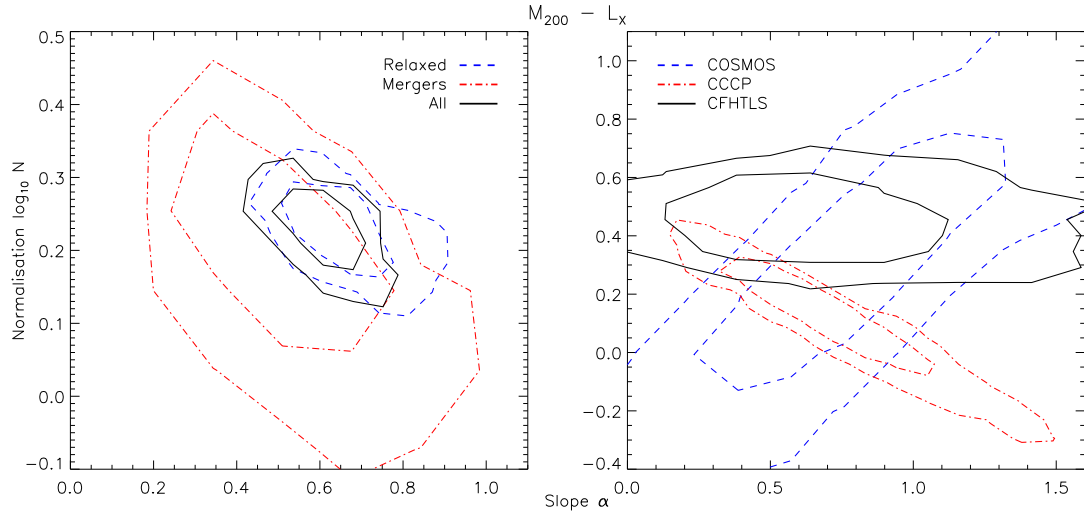 M₂₀₀ − Lₓ
Relaxed
Mergers
All
COSMOS
CCCP
CFHTLS
Normalisation log₁₀ N
0.5
0.4
0.3
0.2
0.1
0.0
−0.1
0.0 0.2 0.4 0.6 0.8 1.0
1.0
0.8
0.6
0.4
0.2
0.0
−0.2
−0.4
0.0 0.5 1.0 1.5
Slope α